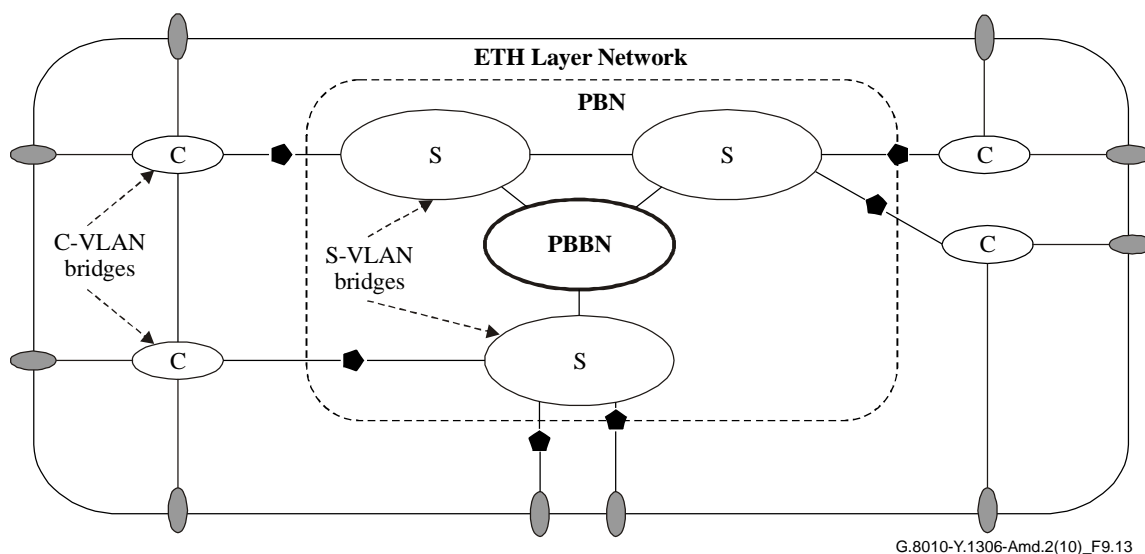 ETH Layer Network
PBN
C
S
S
C
C-VLAN
bridges
S-VLAN
bridges
PBBN
C
C
S
G.8010-Y.1306-Amd.2(10)_F9.13